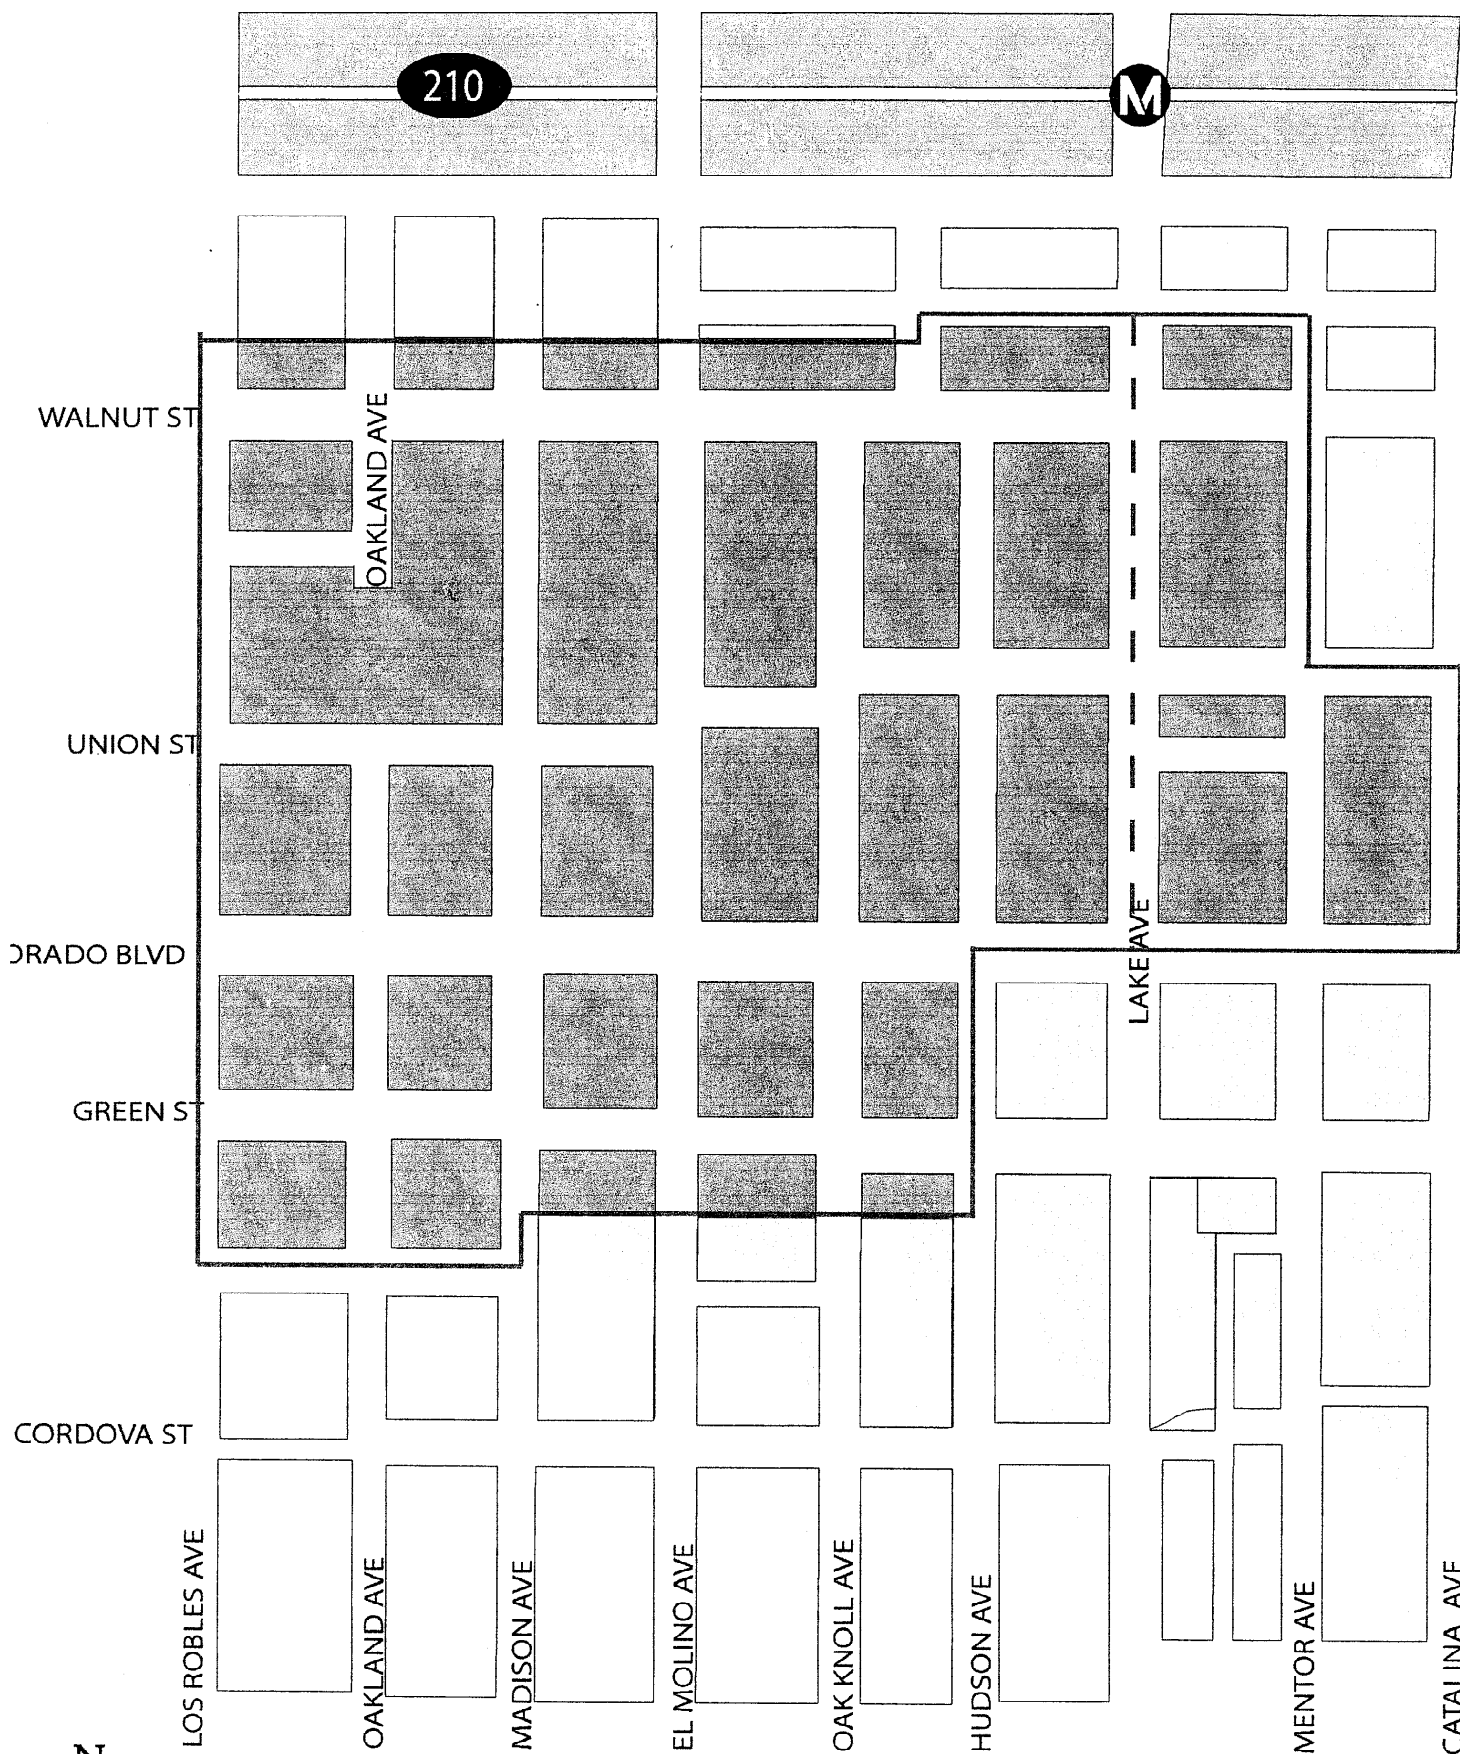 210
M
WALNUT ST
OAKLAND AVE
UNION ST
ORADO BLVD
LAKE AVE
GREEN ST
CORDOVA ST
LOS ROBLES AVE
OAKLAND AVE
MADISON AVE
EL MOLINO AVE
OAK KNOLL AVE
HUDSON AVE
MENTOR AVE
CATALINA AVE
N